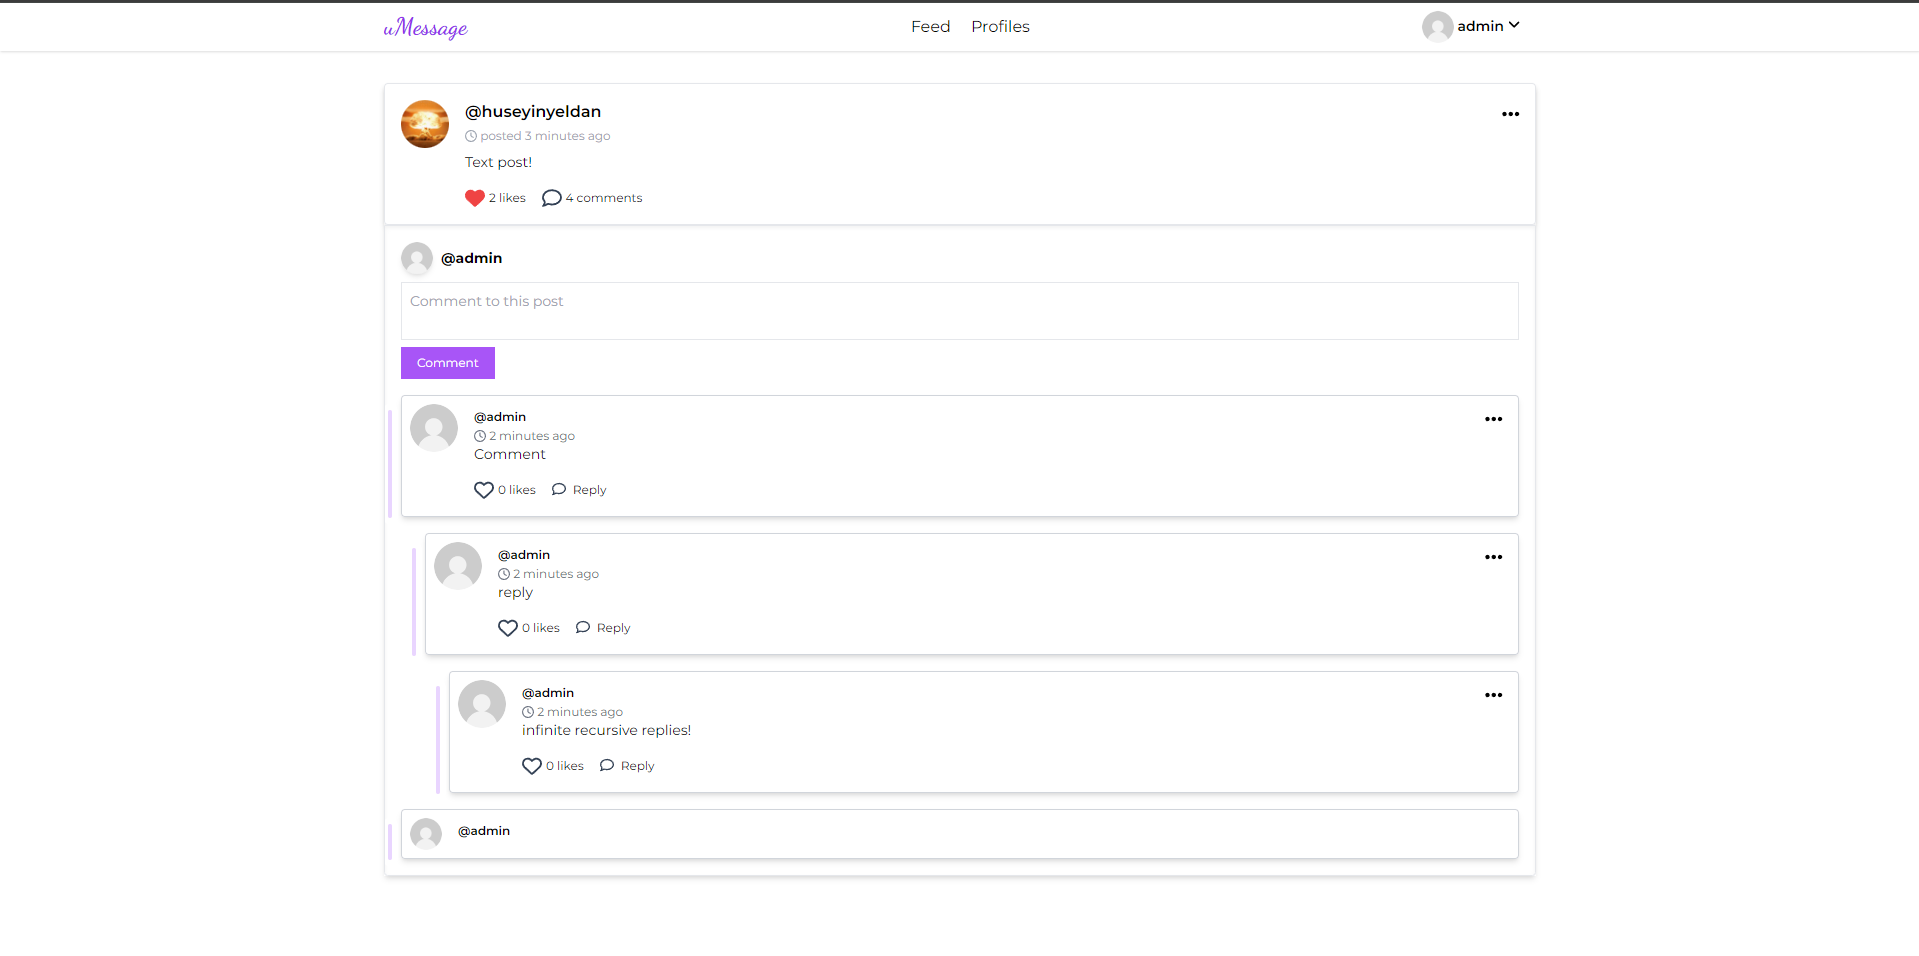 uMessage Feed Profiles admin
@huseyinyeldan
posted 3 minutes ago
Text post!
2 likes 4 comments
@admin
Comment to this post
Comment
@admin
2 minutes ago
Comment
0 likes Reply
@admin
2 minutes ago
reply
0 likes Reply
@admin
2 minutes ago
infinite recursive replies!
0 likes Reply
@admin